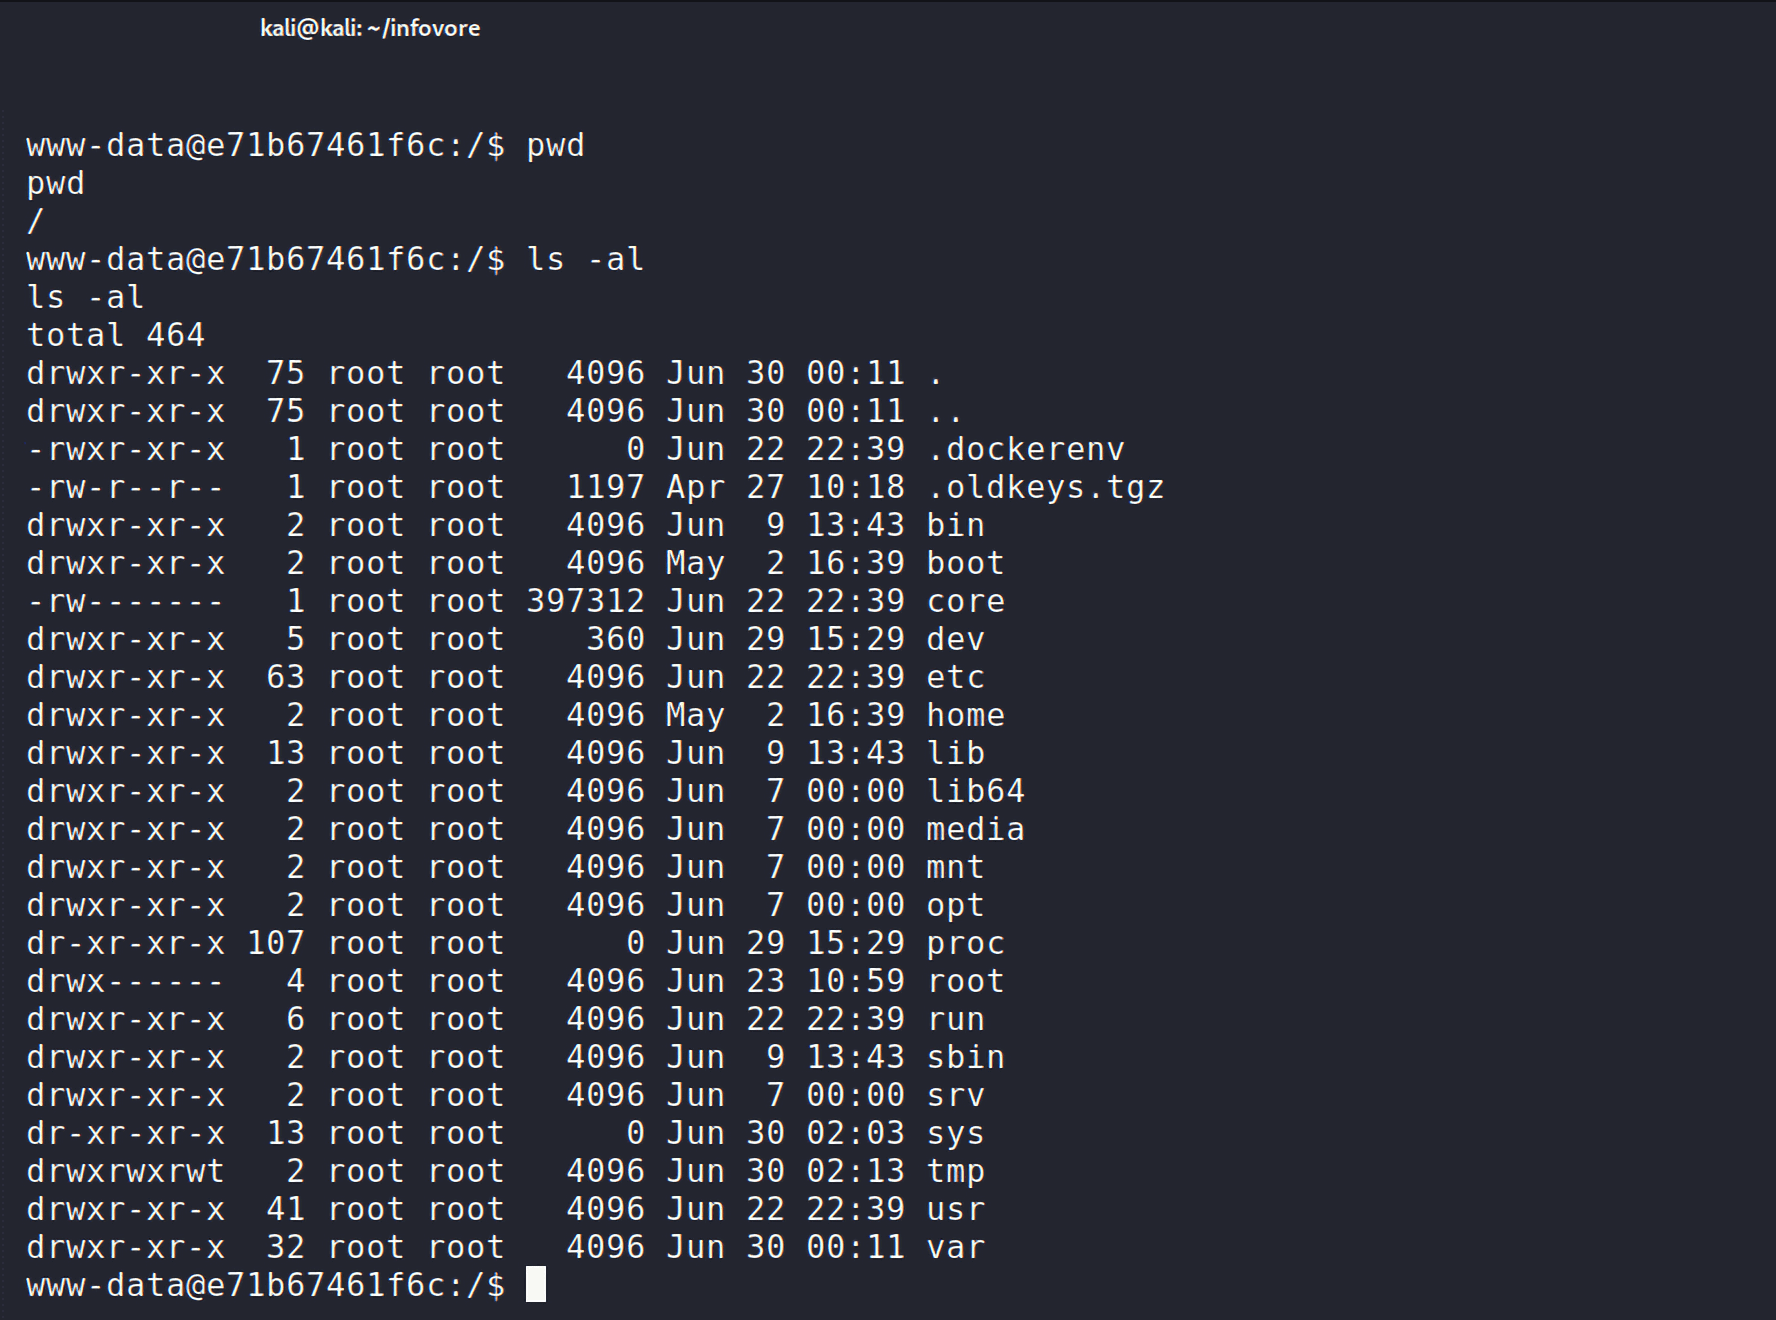 kali@kali: ~/infovore
www-data@e71b67461f6c:/$ pwd
pwd
/
www-data@e71b67461f6c:/$ ls -al
ls -al
total 464
drwxr-xr-x  75 root root   4096 Jun 30 00:11 .
drwxr-xr-x  75 root root   4096 Jun 30 00:11 ..
-rwxr-xr-x   1 root root      0 Jun 22 22:39 .dockerenv
-rw-r--r--   1 root root   1197 Apr 27 10:18 .oldkeys.tgz
drwxr-xr-x   2 root root   4096 Jun  9 13:43 bin
drwxr-xr-x   2 root root   4096 May  2 16:39 boot
-rw-------   1 root root 397312 Jun 22 22:39 core
drwxr-xr-x   5 root root    360 Jun 29 15:29 dev
drwxr-xr-x  63 root root   4096 Jun 22 22:39 etc
drwxr-xr-x   2 root root   4096 May  2 16:39 home
drwxr-xr-x  13 root root   4096 Jun  9 13:43 lib
drwxr-xr-x   2 root root   4096 Jun  7 00:00 lib64
drwxr-xr-x   2 root root   4096 Jun  7 00:00 media
drwxr-xr-x   2 root root   4096 Jun  7 00:00 mnt
drwxr-xr-x   2 root root   4096 Jun  7 00:00 opt
dr-xr-xr-x 107 root root      0 Jun 29 15:29 proc
drwx------   4 root root   4096 Jun 23 10:59 root
drwxr-xr-x   6 root root   4096 Jun 22 22:39 run
drwxr-xr-x   2 root root   4096 Jun  9 13:43 sbin
drwxr-xr-x   2 root root   4096 Jun  7 00:00 srv
dr-xr-xr-x  13 root root      0 Jun 30 02:03 sys
drwxrwxrwt   2 root root   4096 Jun 30 02:13 tmp
drwxr-xr-x  41 root root   4096 Jun 22 22:39 usr
drwxr-xr-x  32 root root   4096 Jun 30 00:11 var
www-data@e71b67461f6c:/$